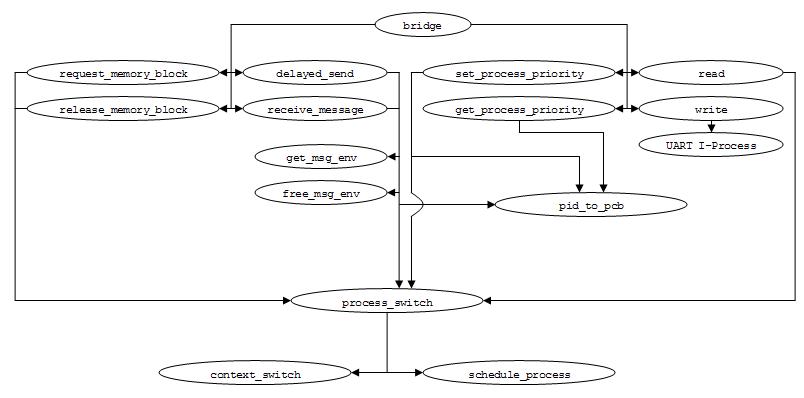 bridge
request_memory_block
delayed_send
set_process_priority
read
release_memory_block
receive_message
get_process_priority
write
UART I-Process
get_msg_env
free_msg_env
pid_to_pcb
process_switch
context_switch
schedule_process